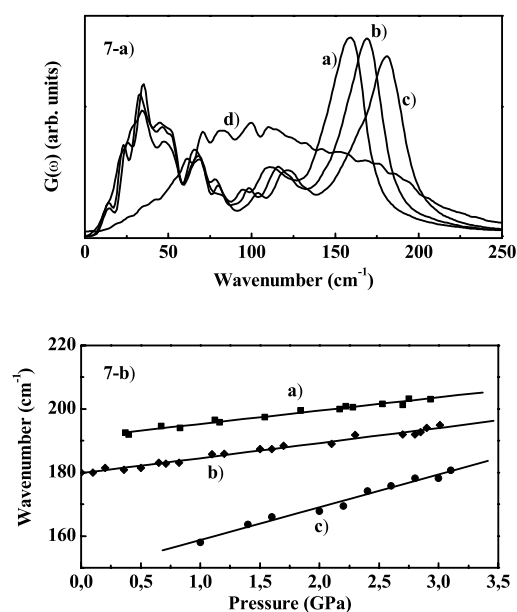 7-a)
G(ω) (arb. units)
a)
b)
c)
d)
0 50 100 150 200 250
Wavenumber (cm-1)
7-b)
Wavenumber (cm-1)
220
200
180
160
a)
b)
c)
0,0 0,5 1,0 1,5 2,0 2,5 3,0 3,5
Pressure (GPa)